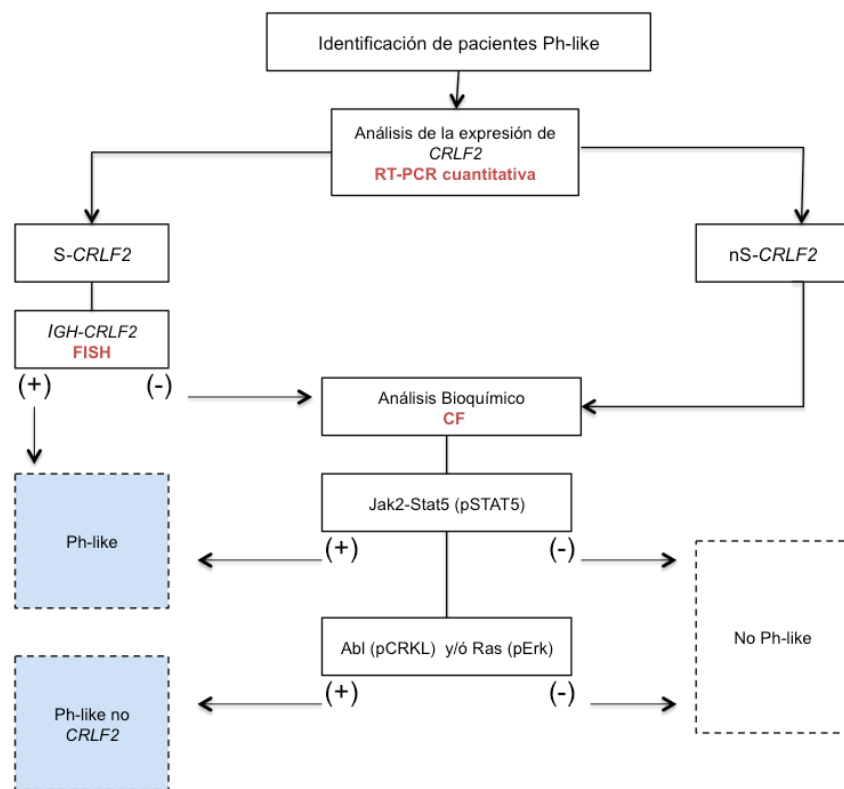 Identificación de pacientes Ph-like
Análisis de la expresión de
CRLF2
RT-PCR cuantitativa
S-CRLF2
nS-CRLF2
IGH-CRLF2
FISH
(+)
(-)
Análisis Bioquímico
CF
Jak2-Stat5 (pSTAT5)
(+)
(-)
Ph-like
No Ph-like
Abl (pCRKL) y/ó Ras (pErk)
(+)
(-)
Ph-like no
CRLF2